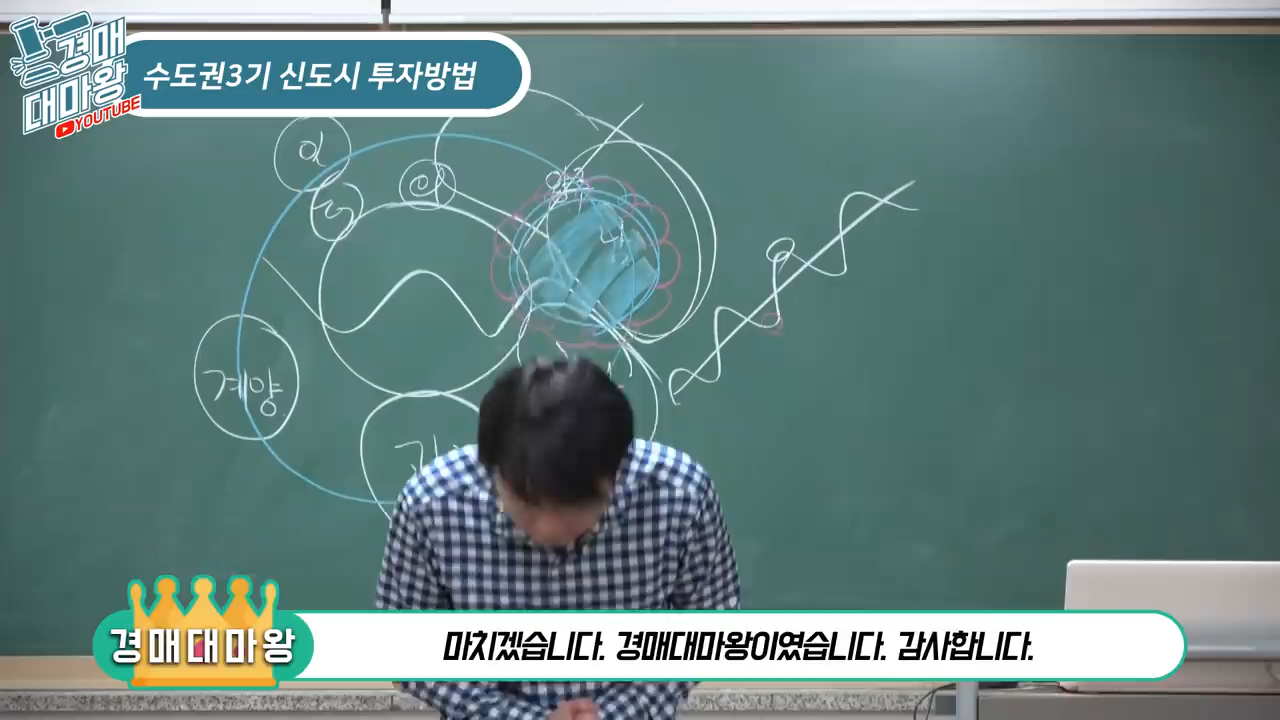 경매
대마왕
YOUTUBE
수도권3기 신도시 투자방법
계양
경매대마왕
마치겠습니다. 경매대마왕이였습니다. 감사합니다.